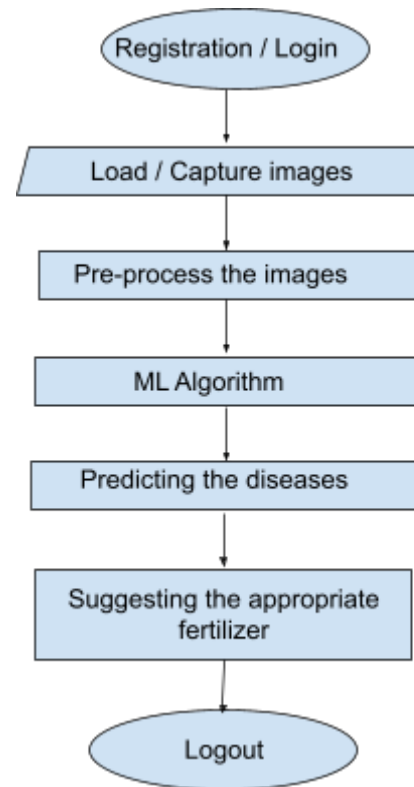 Registration / Login
Load / Capture images
Pre-process the images
ML Algorithm
Predicting the diseases
Suggesting the appropriate
fertilizer
Logout